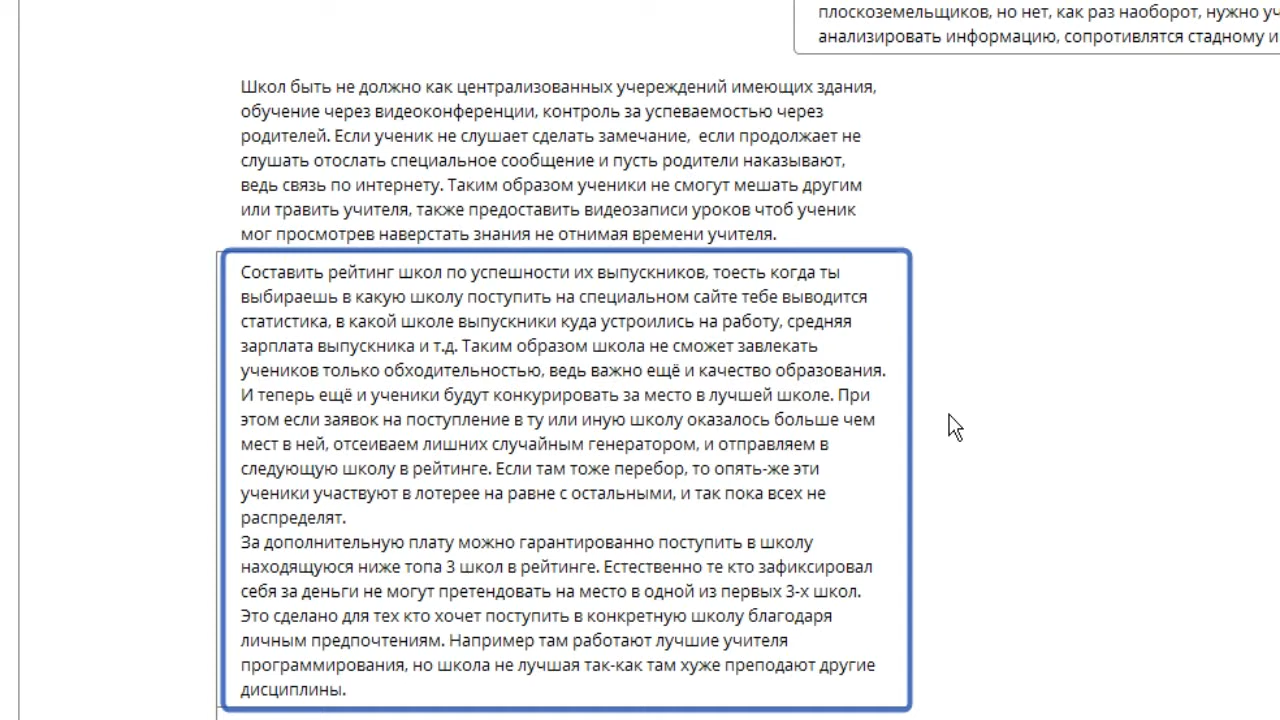 плоскоземельщиков, но нет, как раз наоборот, нужно уч
анализировать информацию, сопротивлятся стадному и
Школ быть не должно как централизованных учереждений имеющих здания,
обучение через видеоконференции, контроль за успеваемостью через
родителей. Если ученик не слушает сделать замечание,  если продолжает не
слушать отослать специальное сообщение и пусть родители наказывают,
ведь связь по интернету. Таким образом ученики не смогут мешать другим
или травить учителя, также предоставить видеозаписи уроков чтоб ученик
мог просмотрев наверстать знания не отнимая времени учителя.
Составить рейтинг школ по успешности их выпускников, тоесть когда ты
выбираешь в какую школу поступить на специальном сайте тебе выводится
статистика, в какой школе выпускники куда устроились на работу, средняя
зарплата выпускника и т.д. Таким образом школа не сможет завлекать
учеников только обходительностью, ведь важно ещё и качество образования.
И теперь ещё и ученики будут конкурировать за место в лучшей школе. При
этом если заявок на поступление в ту или иную школу оказалось больше чем
мест в ней, отсеиваем лишних случайным генератором, и отправляем в
следующую школу в рейтинге. Если там тоже перебор, то опять-же эти
ученики участвуют в лотерее на равне с остальными, и так пока всех не
распределят.
За дополнительную плату можно гарантированно поступить в школу
находящуюся ниже топа 3 школ в рейтинге. Естественно те кто зафиксировал
себя за деньги не могут претендовать на место в одной из первых 3-х школ.
Это сделано для тех кто хочет поступить в конкретную школу благодаря
личным предпочтениям. Например там работают лучшие учителя
программирования, но школа не лучшая так-как там хуже преподают другие
дисциплины.